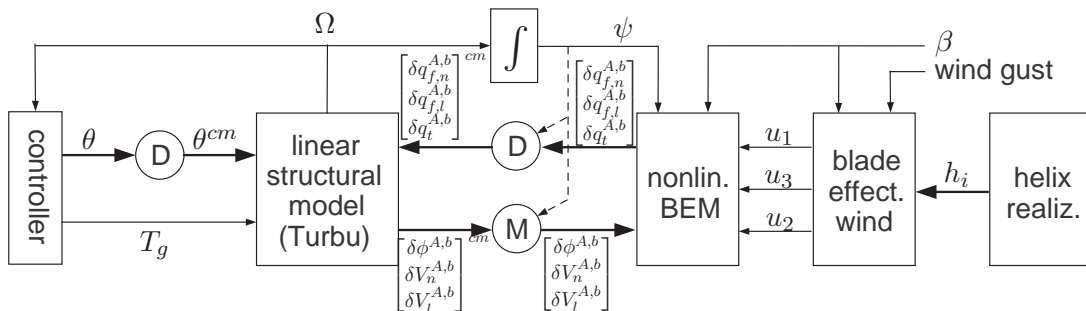 Ω
∫
ψ
β
wind gust
[δq_{f,n}^{A,b}
δq_{f,l}^{A,b}
δq_t^{A,b}]^{cm}
[δq_{f,n}^{A,b}
δq_{f,l}^{A,b}
δq_t^{A,b}]
controller
θ
D
θ^{cm}
linear
structural
model
(Turbu)
D
nonlin.
BEM
u_1
u_3
u_2
blade
effect.
wind
h_i
helix
realiz.
T_g
M
[δϕ^{A,b}
δV_n^{A,b}
δV_l^{A,b}]^{cm}
[δϕ^{A,b}
δV_n^{A,b}
δV_l^{A,b}]